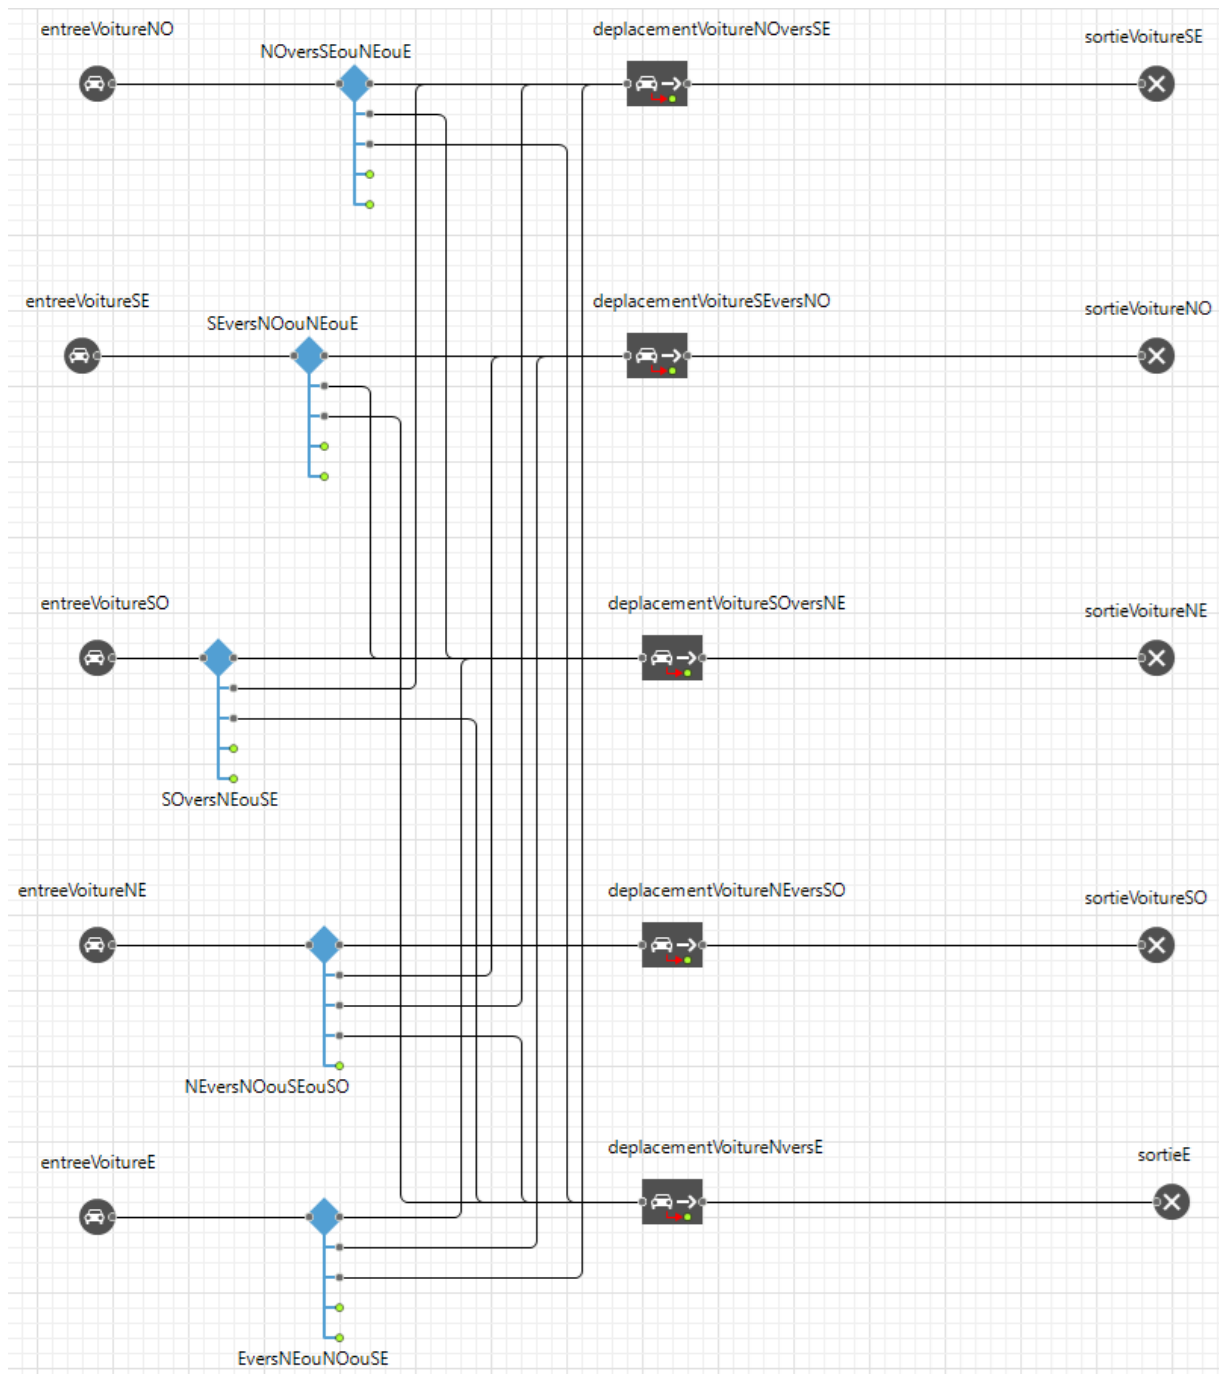 entreeVoitureNO
NOversSEouNEouE
deplacementVoitureNOversSE
sortieVoitureSE
entreeVoitureSE
SEversNOouNEouE
deplacementVoitureSEversNO
sortieVoitureNO
entreeVoitureSO
deplacementVoitureSOversNE
sortieVoitureNE
SOversNEouSE
entreeVoitureNE
deplacementVoitureNEversSO
sortieVoitureSO
NEversNOouSEouSO
entreeVoitureE
deplacementVoitureNversE
sortieE
EversNEouNOouSE